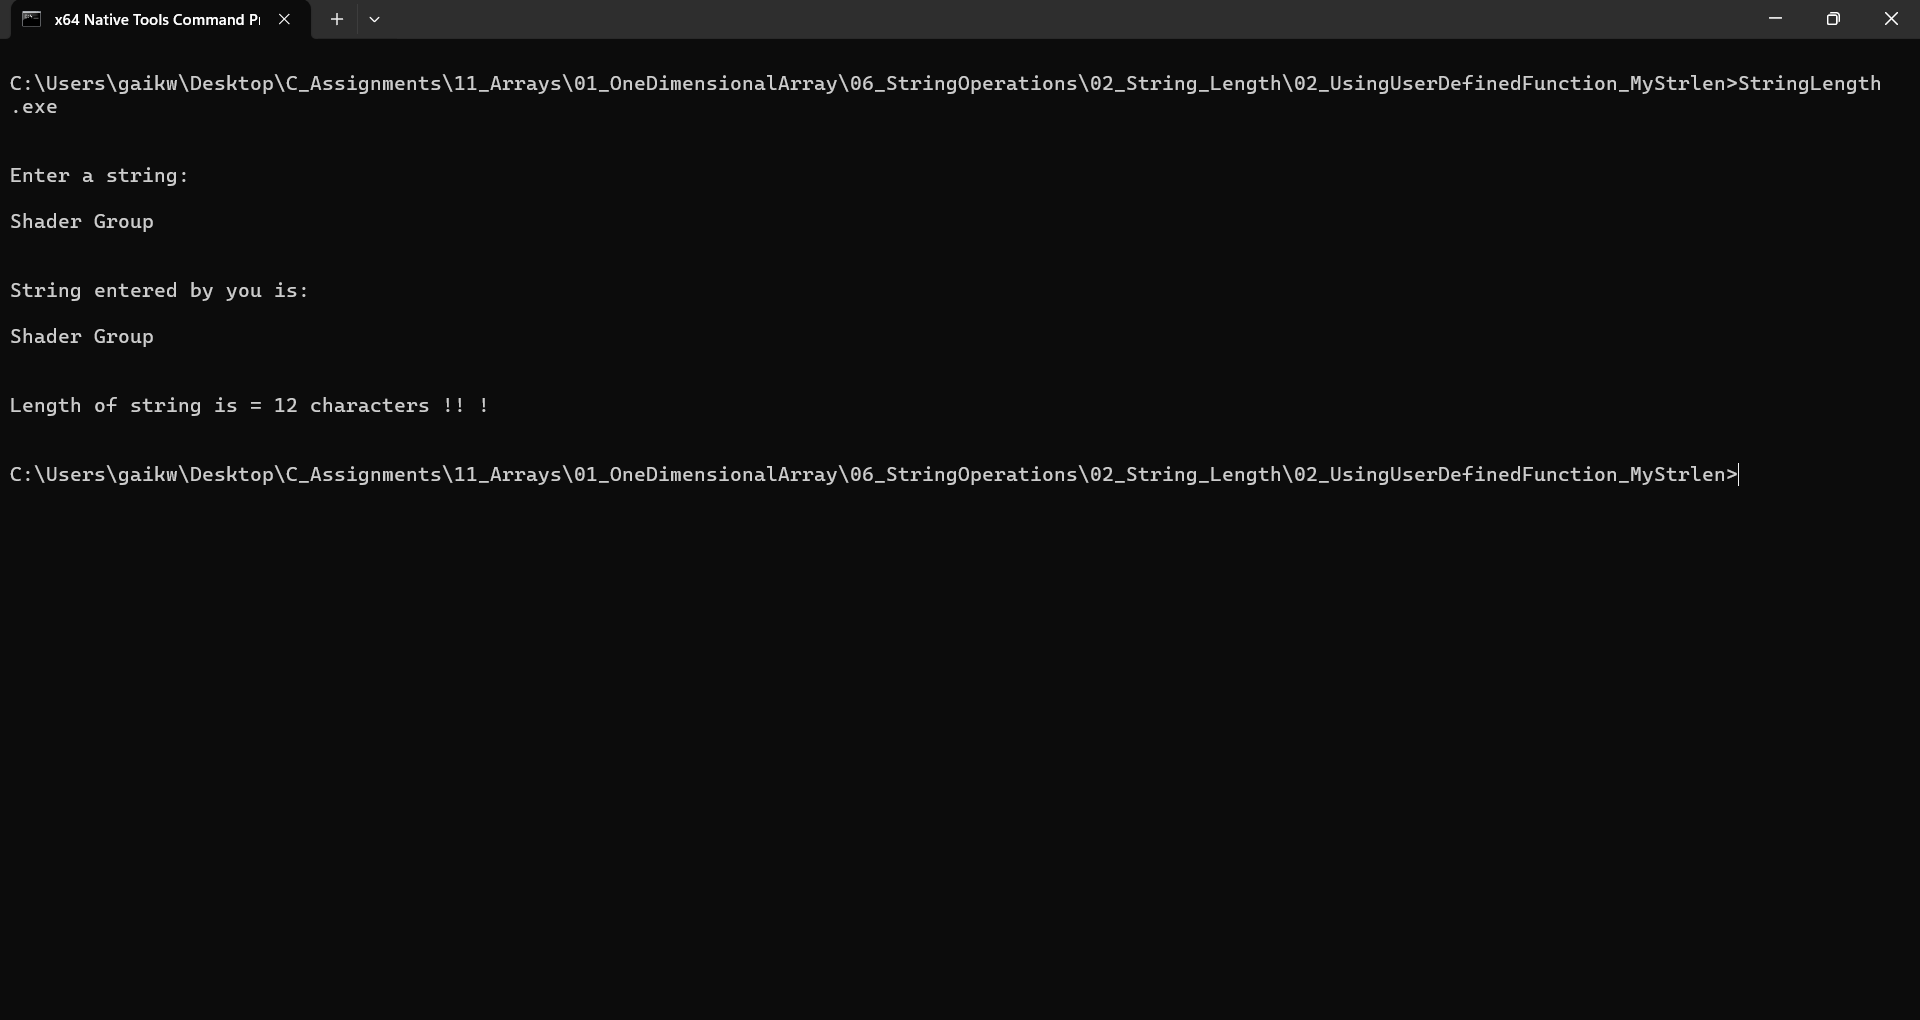 x64 Native Tools Command P
C:\Users\gaikw\Desktop\C_Assignments\11_Arrays\01_OneDimensionalArray\06_StringOperations\02_String_Length\02_UsingUserDefinedFunction_MyStrlen>StringLength
.exe
Enter a string:
Shader Group
String entered by you is:
Shader Group
Length of string is = 12 characters !! !
C:\Users\gaikw\Desktop\C_Assignments\11_Arrays\01_OneDimensionalArray\06_StringOperations\02_String_Length\02_UsingUserDefinedFunction_MyStrlen>